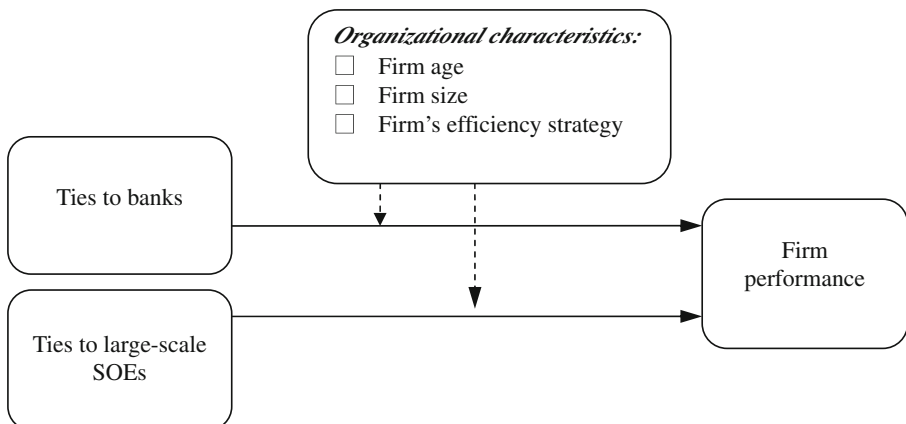 Organizational characteristics:
□ Firm age
□ Firm size
□ Firm's efficiency strategy
Ties to banks
Firm
performance
Ties to large-scale
SOEs